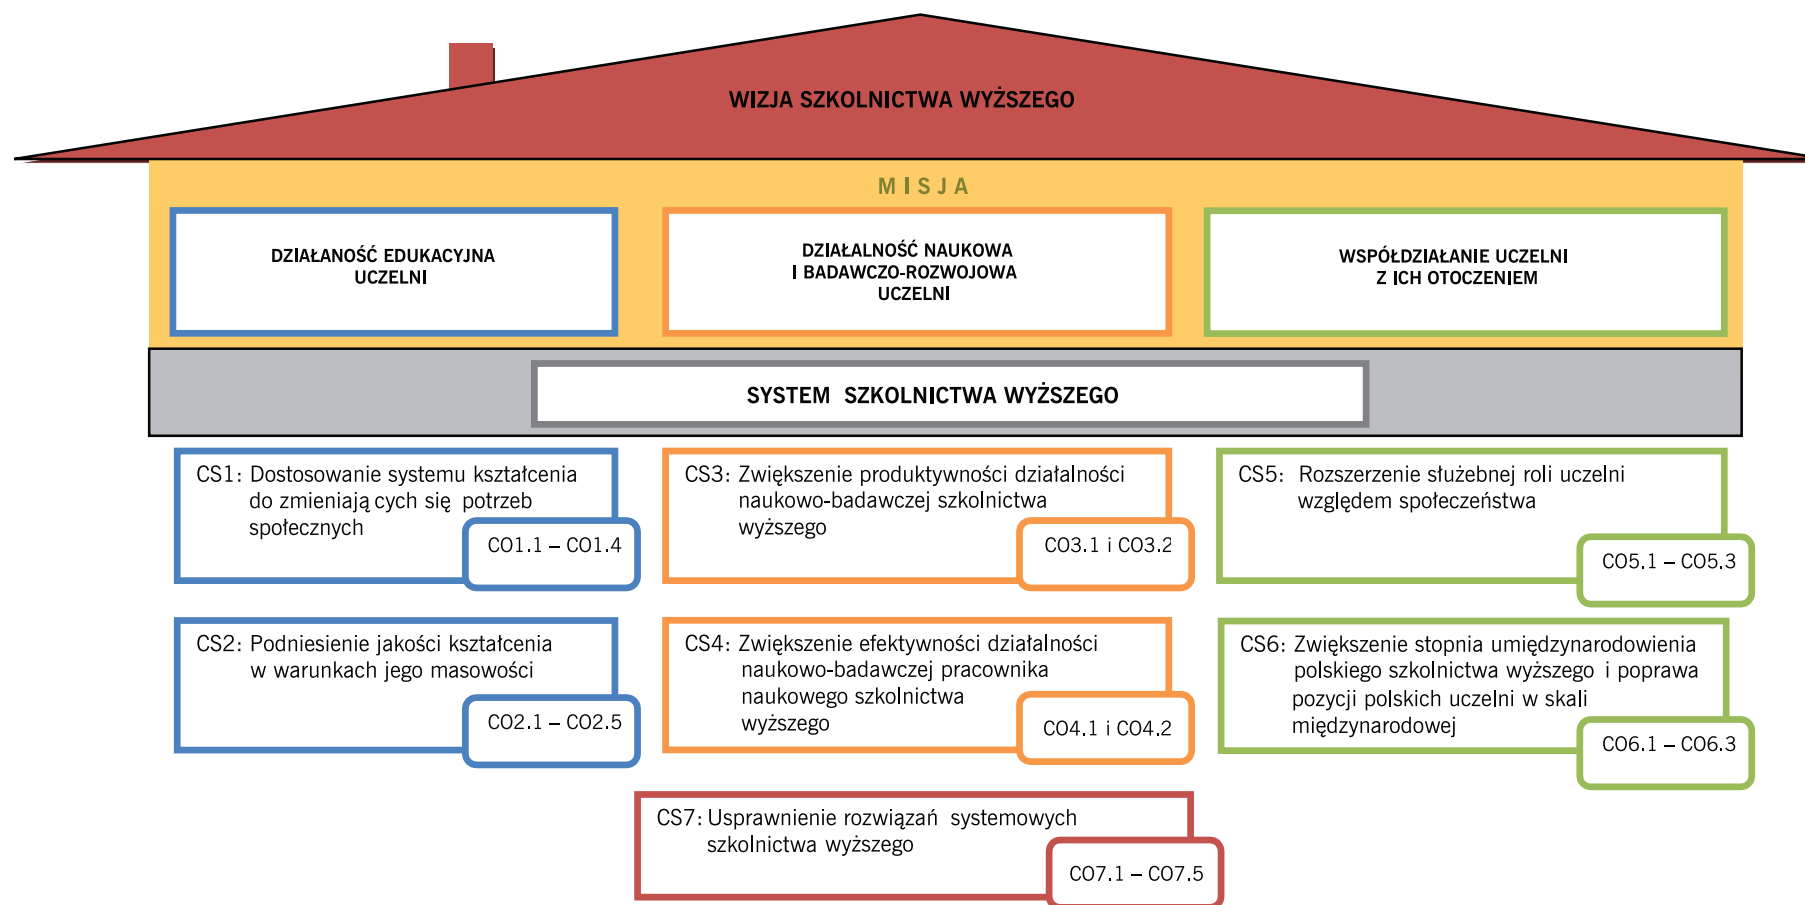 WIZJA SZKOLNICTWA WYŻSZEGO
MISJA
DZIAŁANOŚĆ EDUKACYJNA
UCZELNI
DZIAŁALNOŚĆ NAUKOWA
I BADAWCZO-ROZWOJOWA
UCZELNI
WSPÓŁDZIAŁANIE UCZELNI
Z ICH OTOCZENIEM
SYSTEM SZKOLNICTWA WYŻSZEGO
CS1: Dostosowanie systemu kształcenia
do zmieniają cych się potrzeb
społecznych
CO1.1 – CO1.4
CS3: Zwiększenie produktywności działalności
naukowo-badawczej szkolnictwa
wyższego
CO3.1 i CO3.2
CS5: Rozszerzenie służebnej roli uczelni
względem społeczeństwa
CO5.1 – CO5.3
CS2: Podniesienie jakości kształcenia
w warunkach jego masowości
CO2.1 – CO2.5
CS4: Zwiększenie efektywności działalności
naukowo-badawczej pracownika
naukowego szkolnictwa
wyższego
CO4.1 i CO4.2
CS6: Zwiększenie stopnia umiędzynarodowienia
polskiego szkolnictwa wyższego i poprawa
pozycji polskich uczelni w skali
międzynarodowej
CO6.1 – CO6.3
CS7: Usprawnienie rozwiązań systemowych
szkolnictwa wyższego
CO7.1 – CO7.5